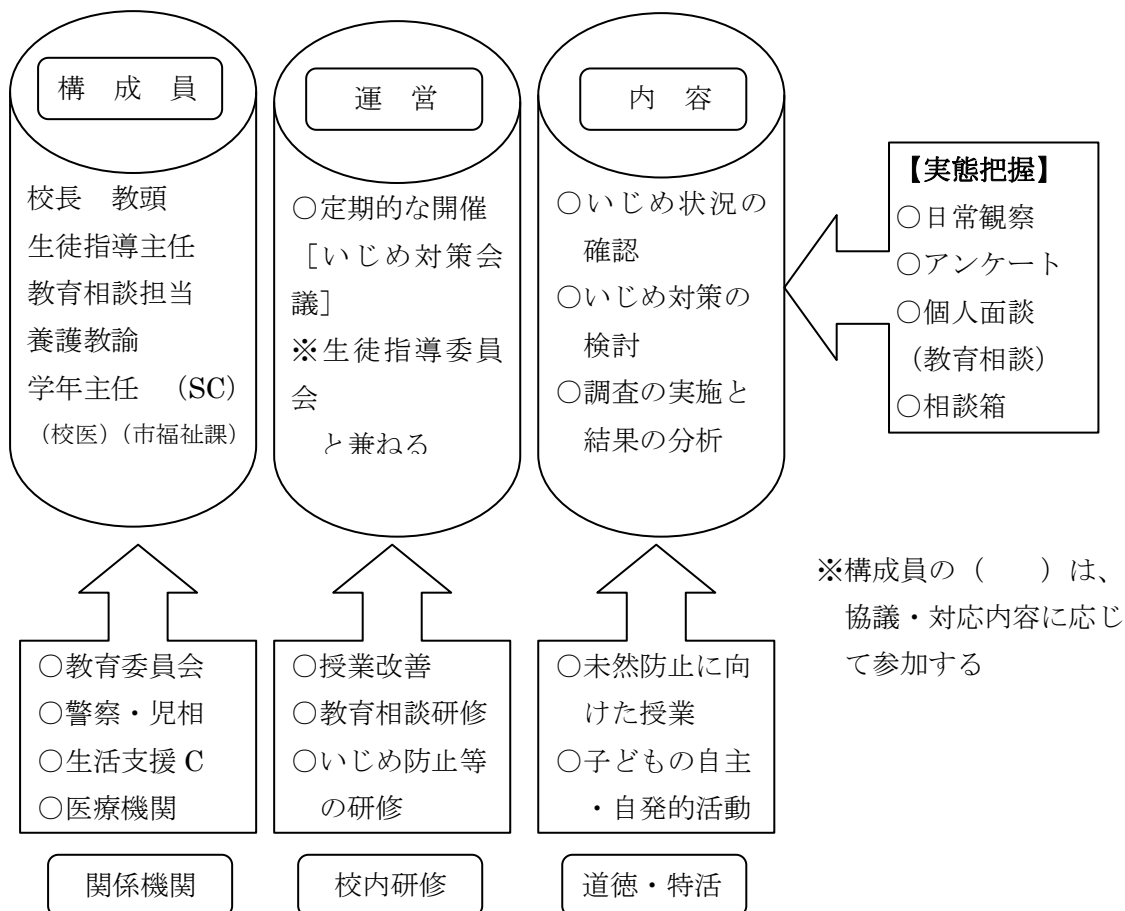 構 成 員
校長 教頭
生徒指導主任
教育相談担当
養護教諭
学年主任 （SC）
（校医）（市福祉課）
運 営
○定期的な開催
［いじめ対策会
議］
※生徒指導委員
会
と兼ねる
内 容
○いじめ状況の
確認
○いじめ対策の
検討
○調査の実施と
結果の分析
【実態把握】
○日常観察
○アンケート
○個人面談
（教育相談）
○相談箱
○教育委員会
○警察・児相
○生活支援 C
○医療機関
関係機関
○授業改善
○教育相談研修
○いじめ防止等
の研修
校内研修
○未然防止に向
けた授業
○子どもの自主
・自発的活動
道徳・特活
※構成員の（　　）は、
協議・対応内容に応じ
て参加する